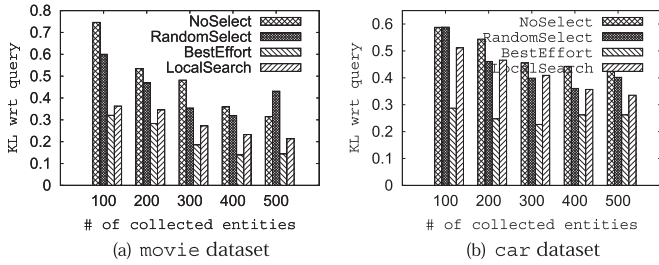 0.8
0.7
0.6
0.5
0.4
0.3
0.2
0.1
0
KL wrt query
NoSelect
RandomSelect
BestEffort
LocalSearch
100 200 300 400 500
# of collected entities
(a) movie dataset
0.6
0.5
0.4
0.3
0.2
0.1
0
KL wrt query
NoSelect
RandomSelect
BestEffort
LocalSearch
100 200 300 400 500
# of collected entities
(b) car dataset